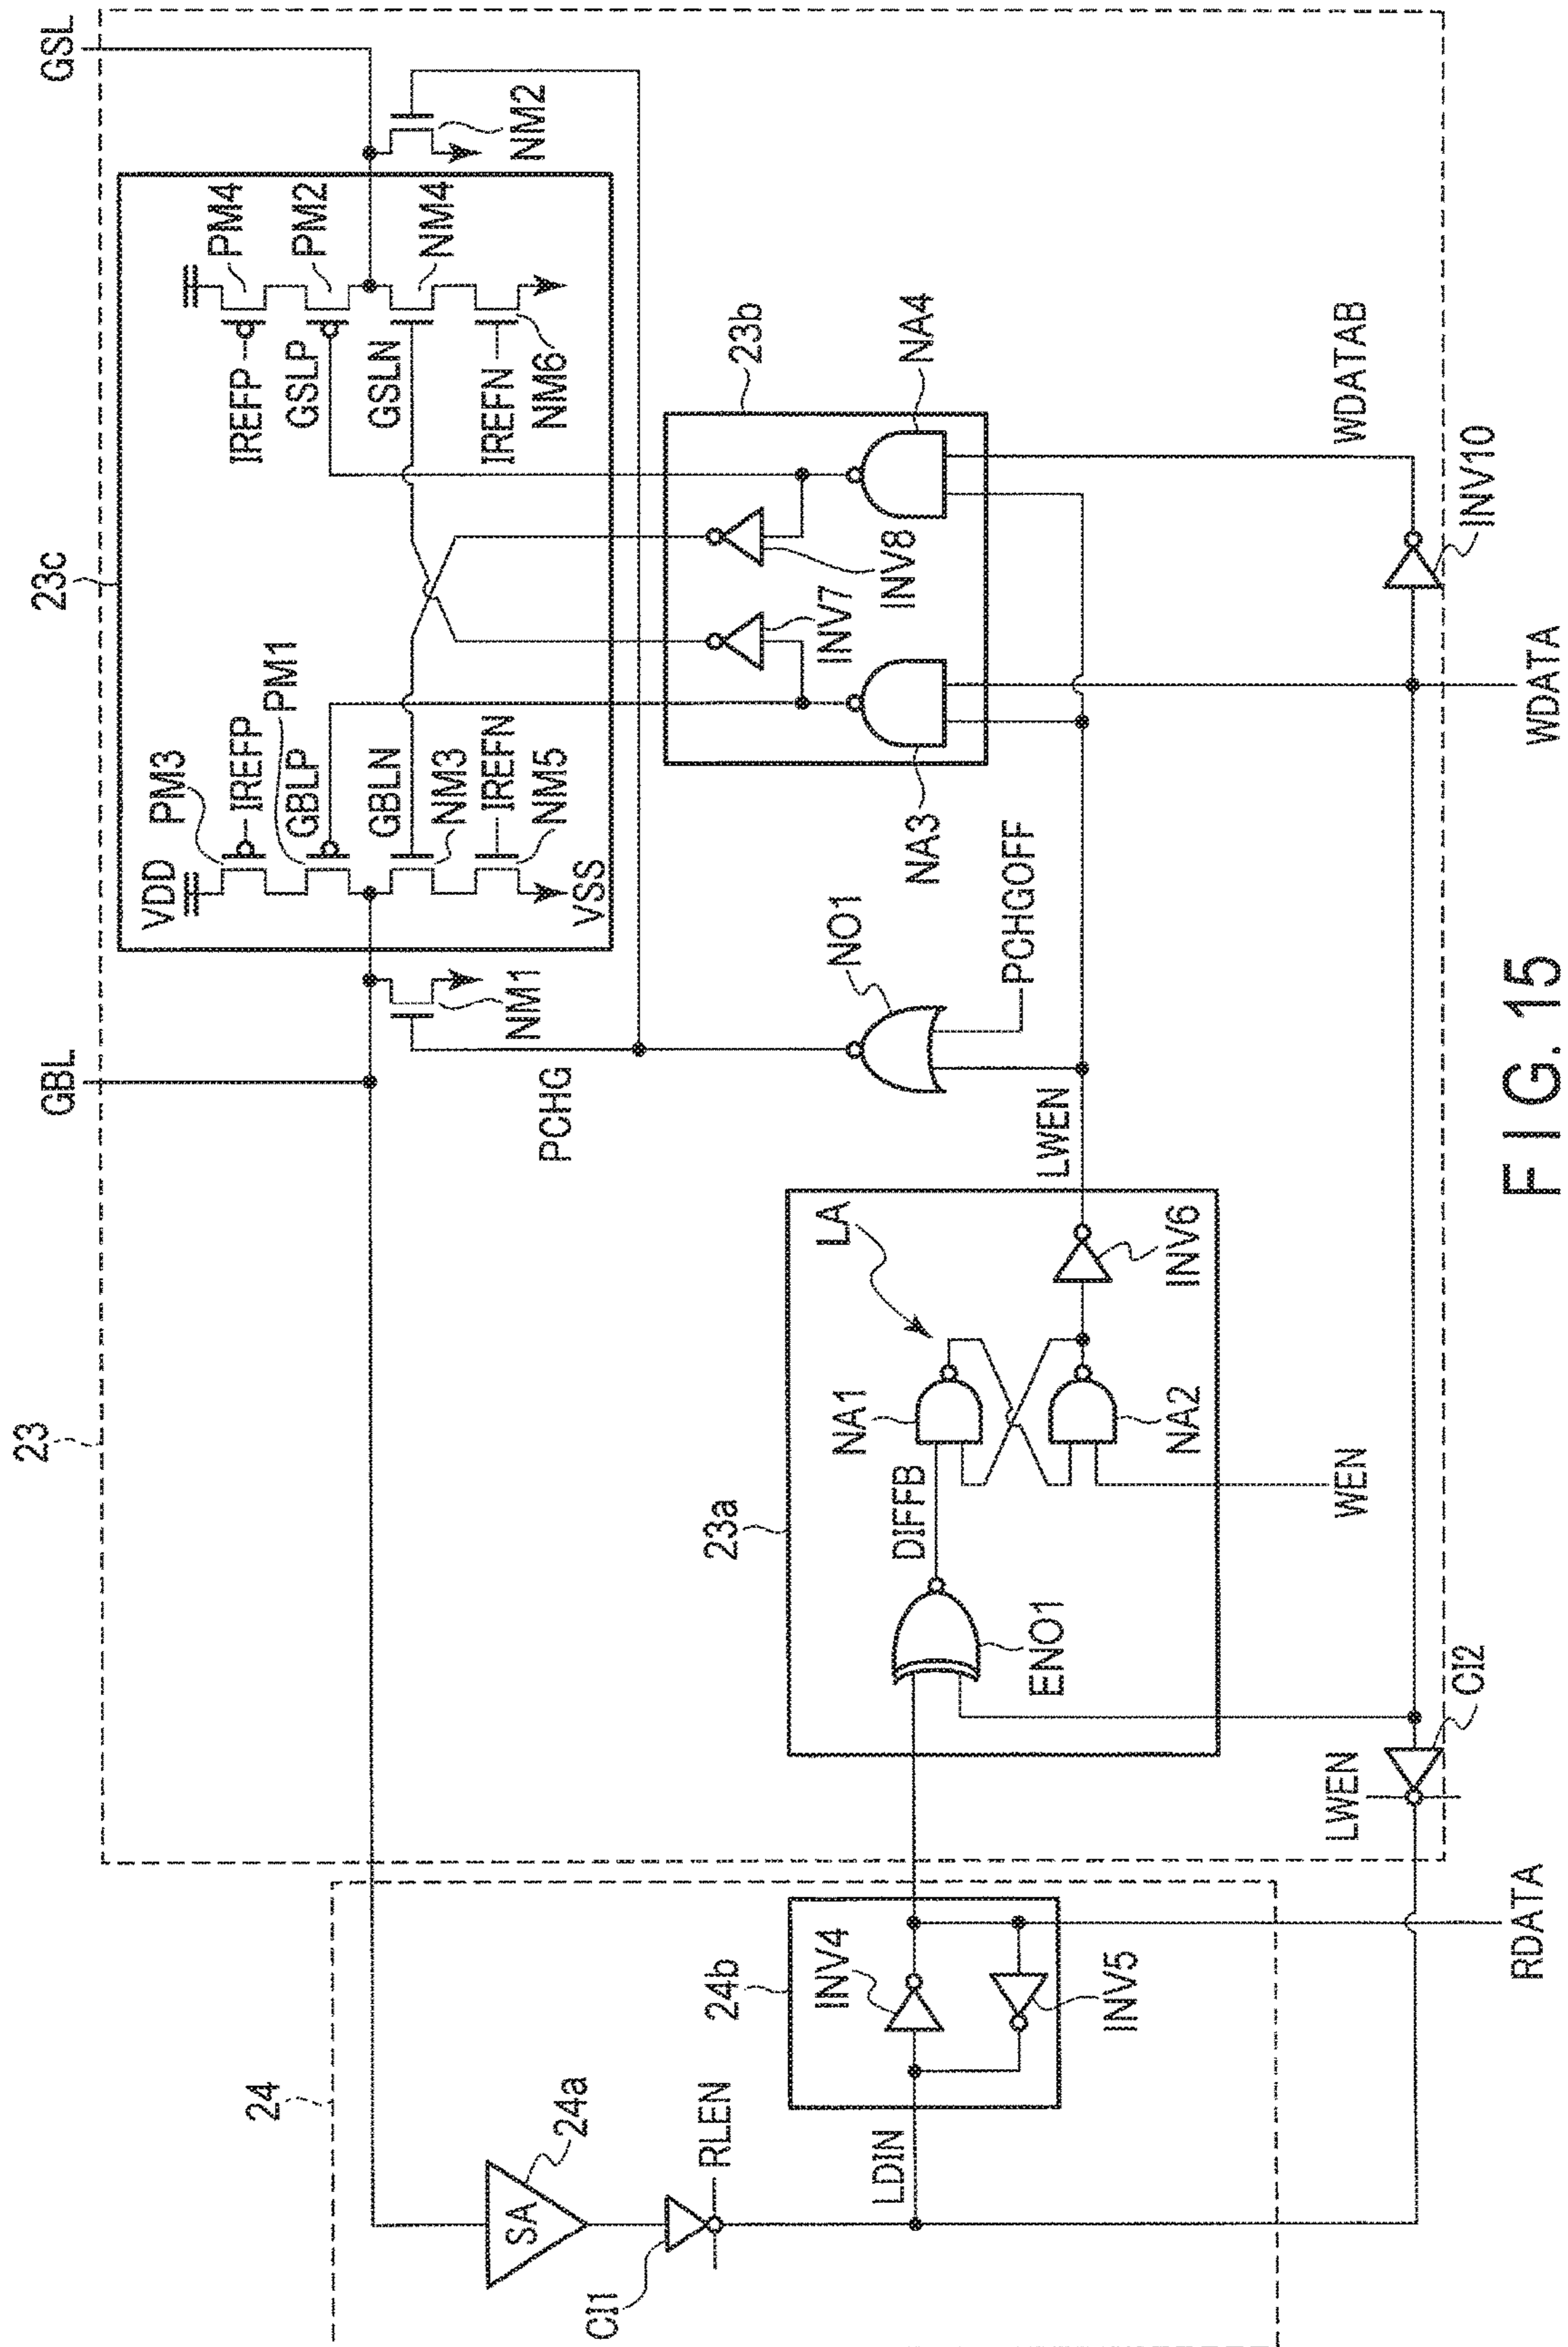 23
GBL
GSL
23c
VDD
PM3
IREFP
PM1
GBLP
GBLN
NM3
IREFN
NM5
VSS
PM4
IREFP
PM2
GSLP
NM4
GSLN
IREFN
NM6
NM1
NM2
PCHG
23b
INV7
INV8
NA3
NA4
NO1
PCHGOFF
LWEN
23a
LA
NA1
DIFFB
NA2
INV6
ENO1
WEN
WDATAB
INV10
WDATA
CI2
LWEN
24
SA
24a
CI1
RLEN
LDIN
24b
INV4
INV5
RDATA
FIG. 15